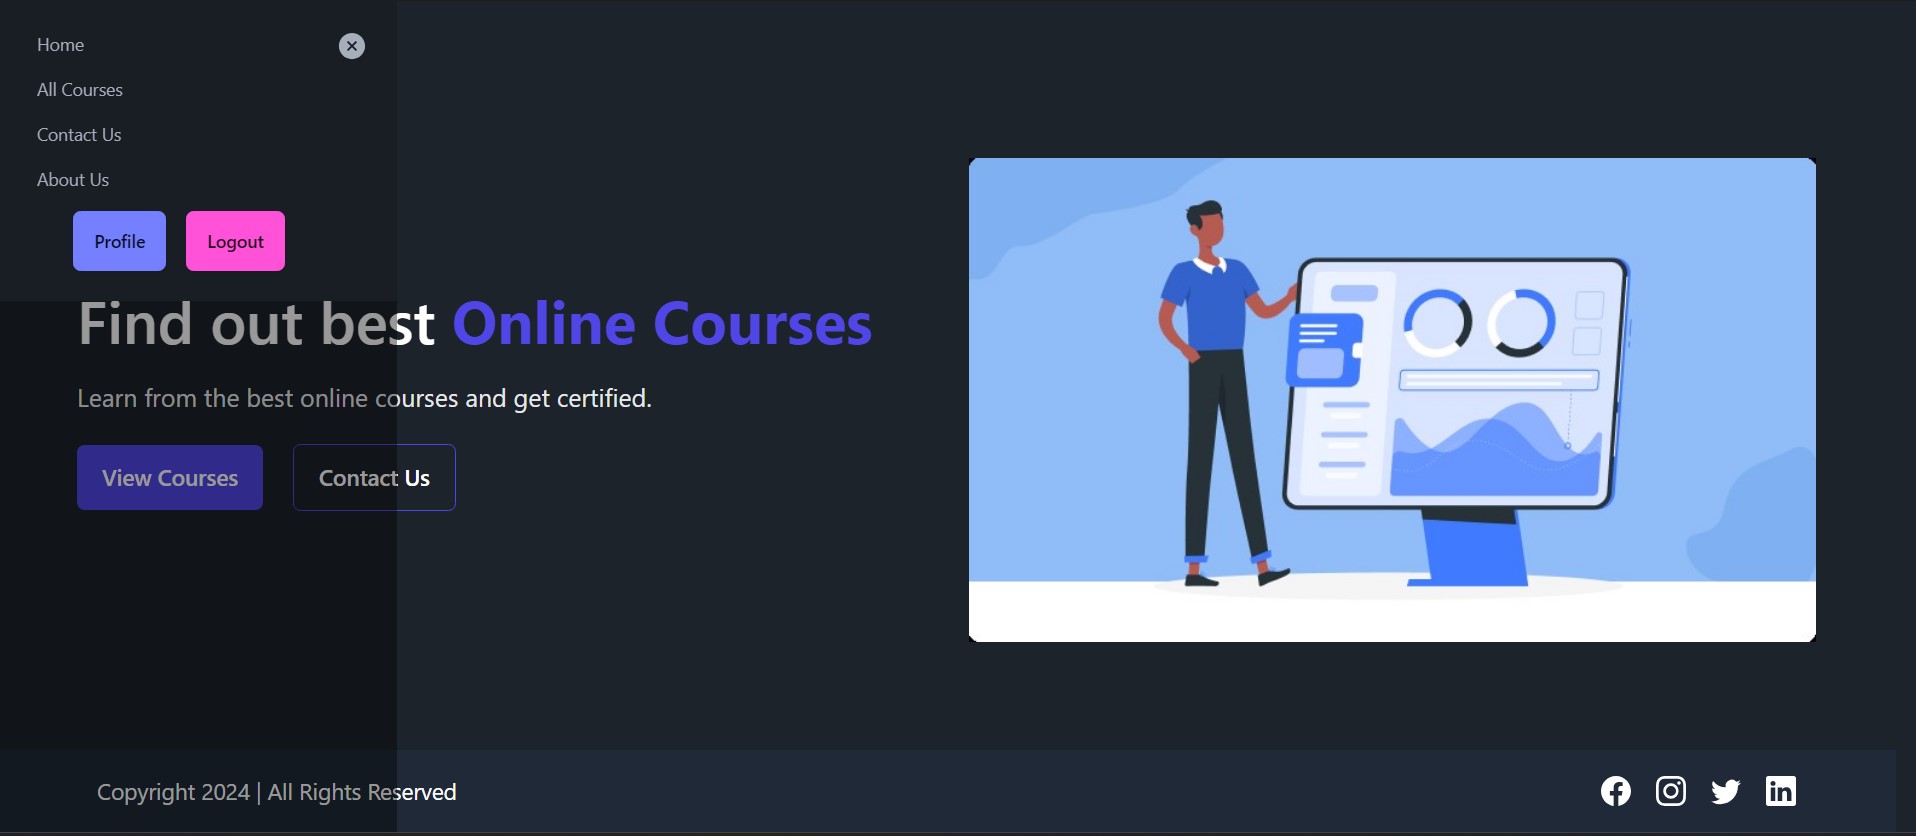 Home
All Courses
Contact Us
About Us
Profile Logout
Find out best Online Courses
Learn from the best online courses and get certified.
View Courses Contact Us
Copyright 2024 | All Rights Reserved